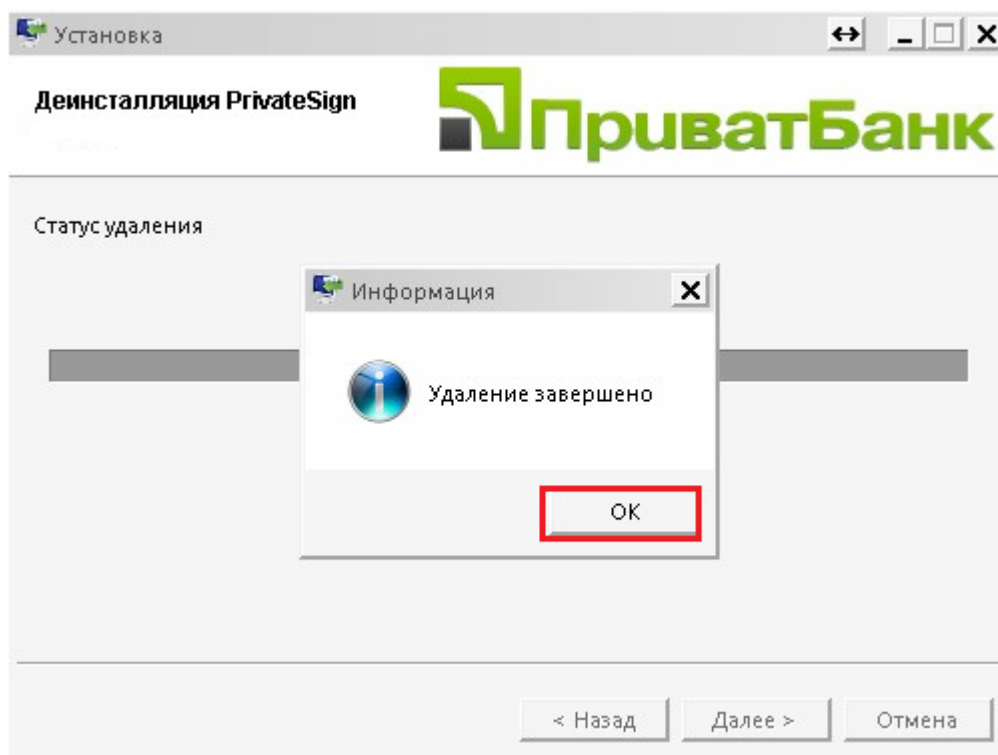 Установка
Деинсталляция PrivateSign
ПриватБанк
Статус удаления
Информация
Удаление завершено
ОК
< Назад
Далее >
Отмена